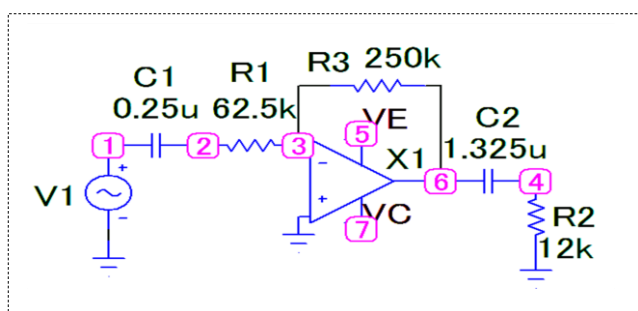 R3 250k
C1 R1
0.25u 62.5k
VE
5
C2
1.325u
1 2 3
−
X1
6 4
V1
+
−
+
VC
7
R2
12k